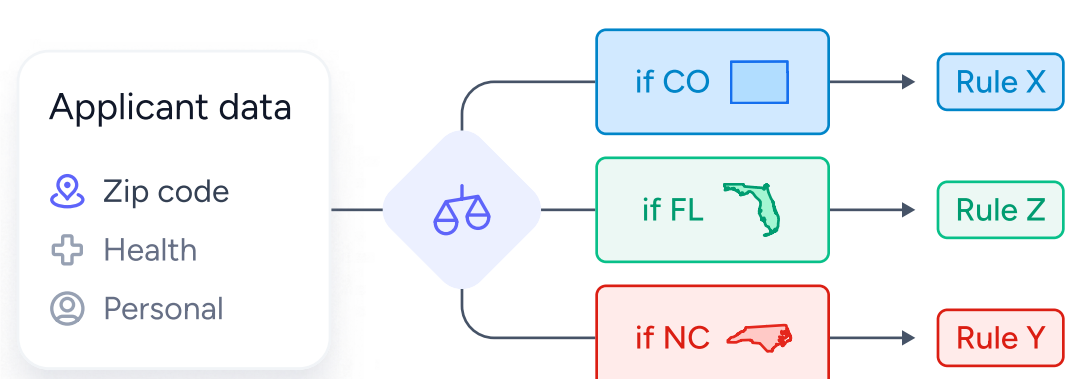 Applicant data
Zip code
Health
Personal
if CO
Rule X
if FL
Rule Z
if NC
Rule Y